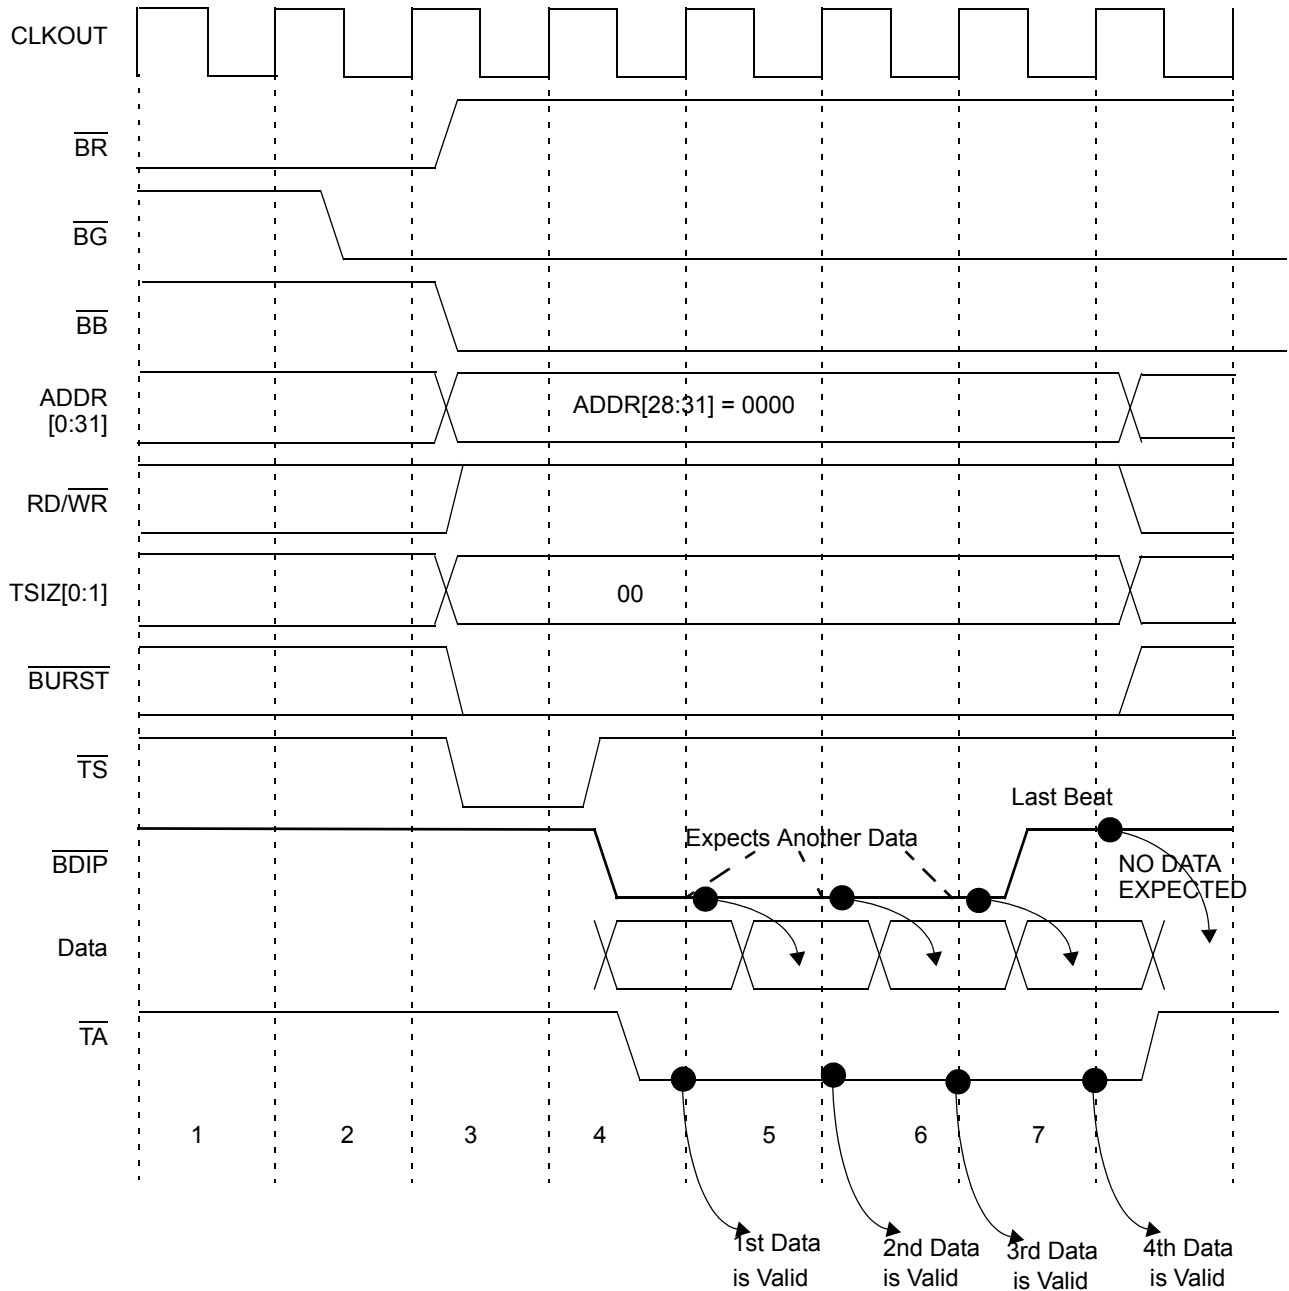 CLKOUT
BR
BG
BB
ADDR
[0:31]
ADDR[28:31] = 0000
RD/WR
TSIZ[0:1]
00
BURST
TS
Last Beat
BDIP
Expects Another Data
NO DATA
EXPECTED
Data
TA
1 2 3 4 5 6 7
1st Data
is Valid
2nd Data
is Valid
3rd Data
is Valid
4th Data
is Valid